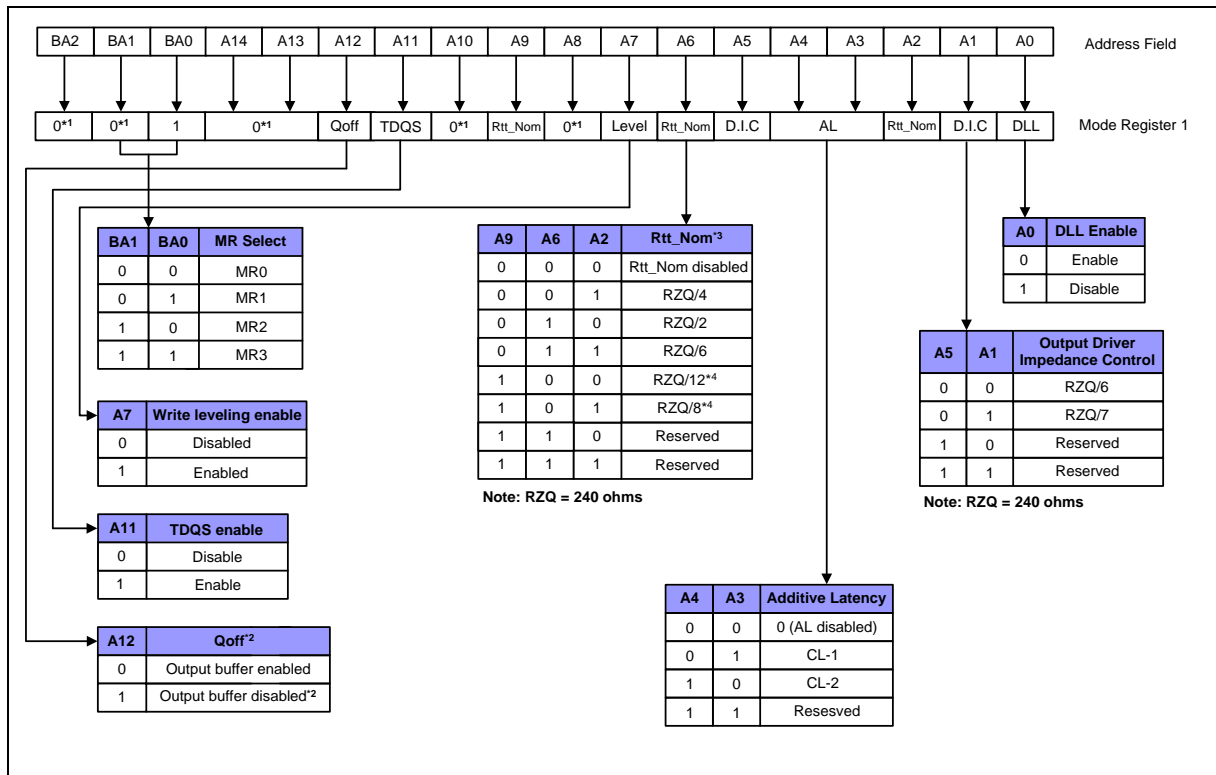 BA2 BA1 BA0 A14 A13 A12 A11 A10 A9 A8 A7 A6 A5 A4 A3 A2 A1 A0 Address Field
0*1 0*1 1 0*1 Qoff TDQS 0*1 Rtt_Nom 0*1 Level Rtt_Nom D.I.C AL Rtt_Nom D.I.C DLL Mode Register 1
BA1 BA0 MR Select
0 0 MR0
0 1 MR1
1 0 MR2
1 1 MR3
A7 Write leveling enable
0 Disabled
1 Enabled
A11 TDQS enable
0 Disable
1 Enable
A12 Qoff*2
0 Output buffer enabled
1 Output buffer disabled*2
A9 A6 A2 Rtt_Nom*3
0 0 0 Rtt_Nom disabled
0 0 1 RZQ/4
0 1 0 RZQ/2
0 1 1 RZQ/6
1 0 0 RZQ/12*4
1 0 1 RZQ/8*4
1 1 0 Reserved
1 1 1 Reserved
Note: RZQ = 240 ohms
A0 DLL Enable
0 Enable
1 Disable
A5 A1 Output Driver
Impedance Control
0 0 RZQ/6
0 1 RZQ/7
1 0 Reserved
1 1 Reserved
Note: RZQ = 240 ohms
A4 A3 Additive Latency
0 0 0 (AL disabled)
0 1 CL-1
1 0 CL-2
1 1 Resesved